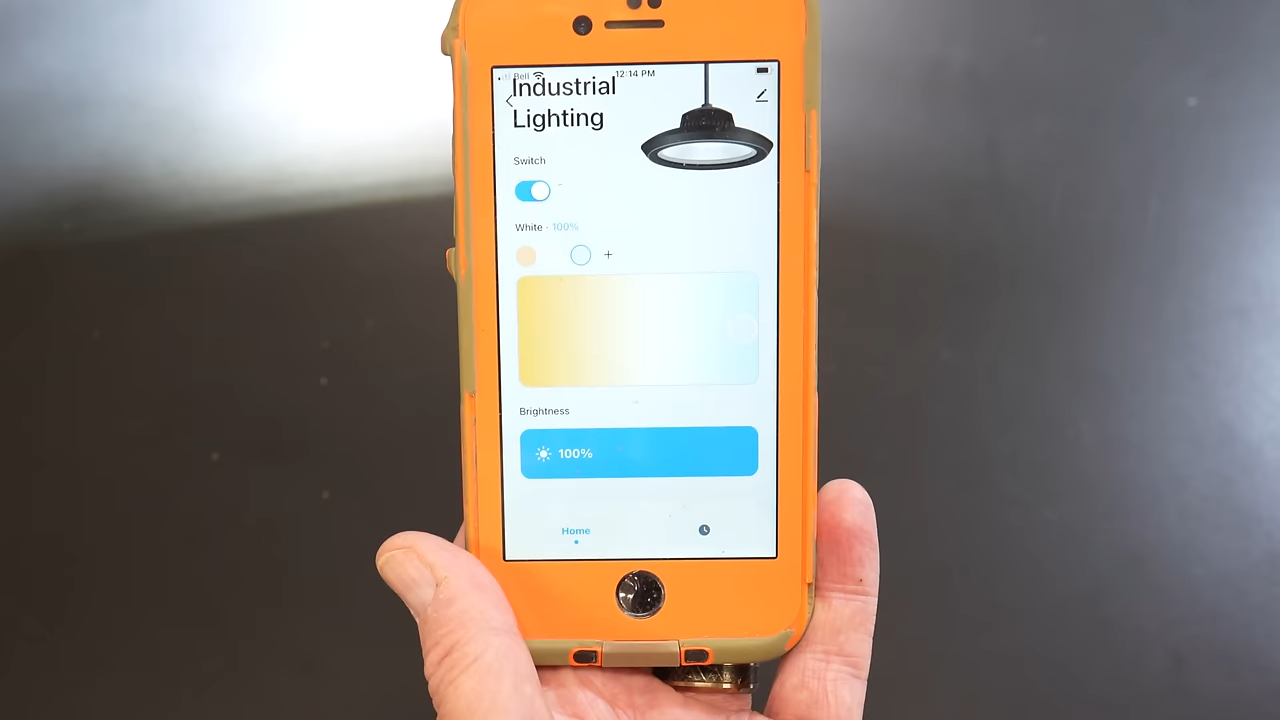 Bell 12:14 PM
Industrial
Lighting
Switch
White - 100%
+
Brightness
100%
Home